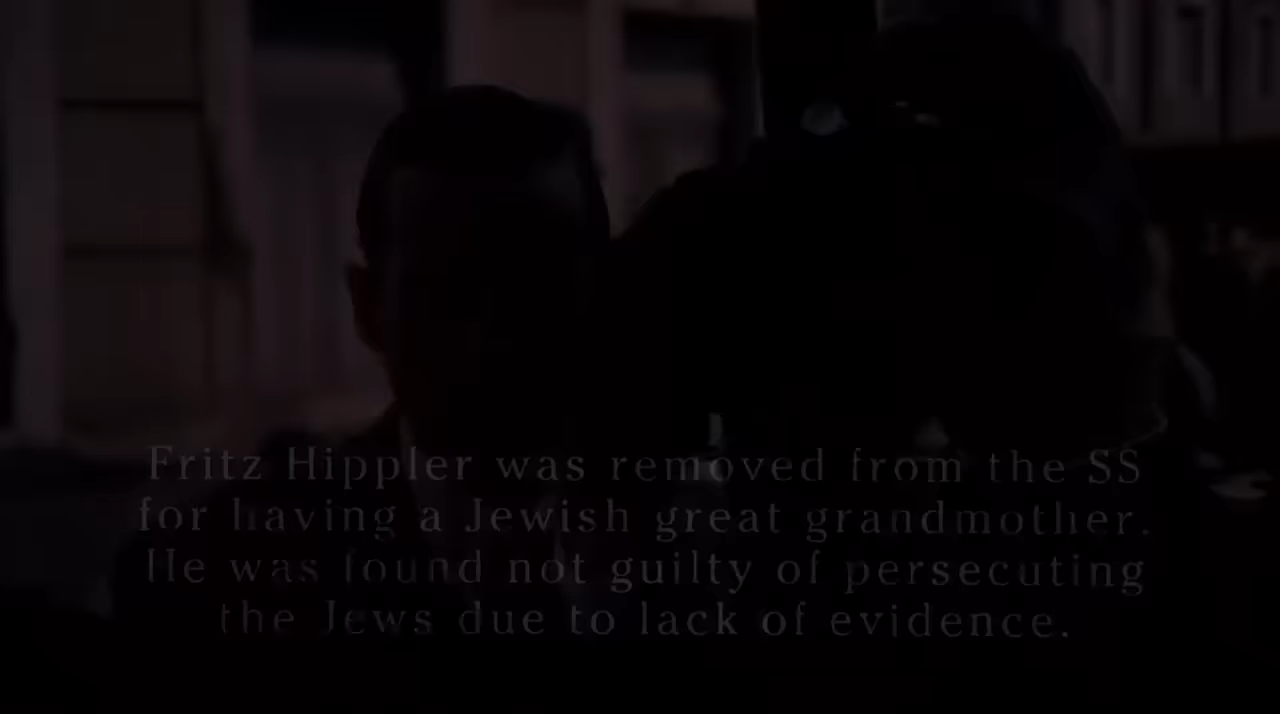 Fritz Hippler was removed from the SS
for having a Jewish great grandmother.
He was found not guilty of persecuting
the Jews due to lack of evidence.